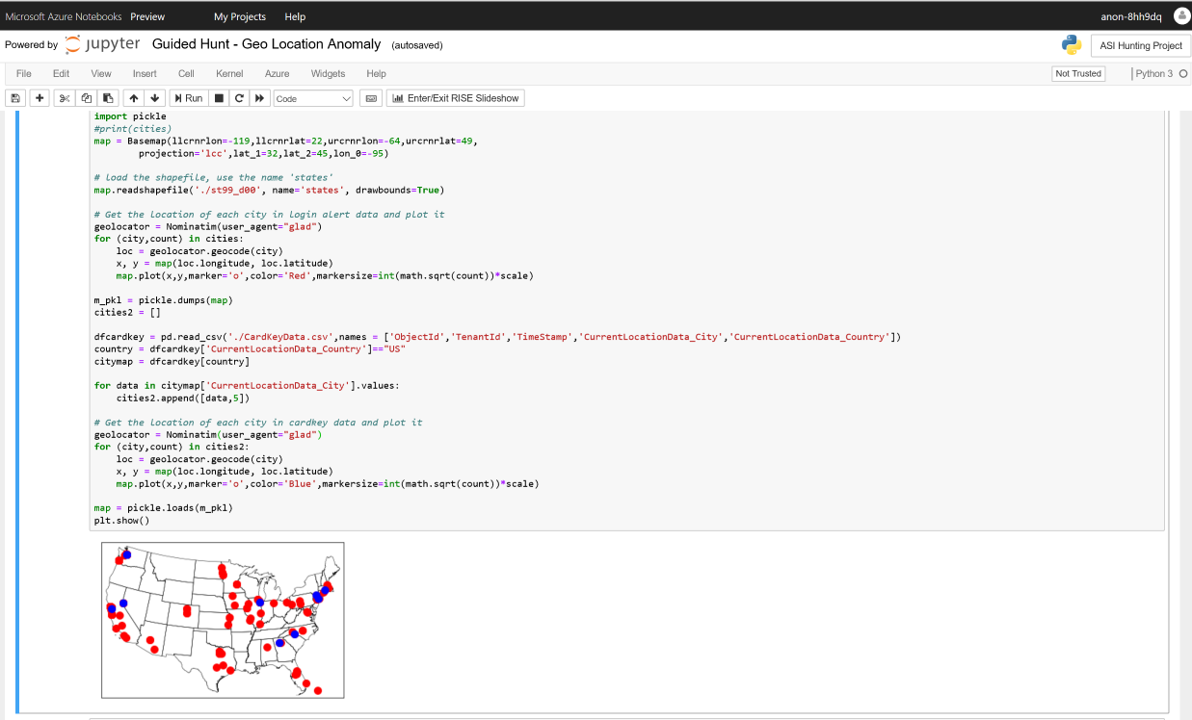 Microsoft Azure Notebooks Preview My Projects Help anon-8hh9dq
Powered by jupyter Guided Hunt - Geo Location Anomaly (autosaved) ASI Hunting Project
File Edit View Insert Cell Kernel Azure Widgets Help Not Trusted Python 3
Run Code Enter/Exit RISE Slideshow
import pickle
#print(cities)
map = Basemap(llcrnrlon=-119,llcrnrlat=22,urcrnrlon=-64,urcrnrlat=49,
        projection='lcc',lat_1=32,lat_2=45,lon_0=-95)
# Load the shapefile, use the name 'states'
map.readshapefile('./st99_d00', name='states', drawbounds=True)
# Get the location of each city in login alert data and plot it
geolocator = Nominatim(user_agent="glad")
for (city,count) in cities:
    loc = geolocator.geocode(city)
    x, y = map(loc.longitude, loc.latitude)
    map.plot(x,y,marker='o',color='Red',markersize=int(math.sqrt(count))*scale)
m_pkl = pickle.dumps(map)
cities2 = []
dfcardkey = pd.read_csv('./CardKeyData.csv',names = ['ObjectId','TenantId','TimeStamp','CurrentLocationData_City','CurrentLocationData_Country'])
country = dfcardkey['CurrentLocationData_Country']=="US"
citymap = dfcardkey[country]
for data in citymap['CurrentLocationData_City'].values:
    cities2.append([data,5])
# Get the location of each city in cardkey data and plot it
geolocator = Nominatim(user_agent="glad")
for (city,count) in cities2:
    loc = geolocator.geocode(city)
    x, y = map(loc.longitude, loc.latitude)
    map.plot(x,y,marker='o',color='Blue',markersize=int(math.sqrt(count))*scale)
map = pickle.loads(m_pkl)
plt.show()